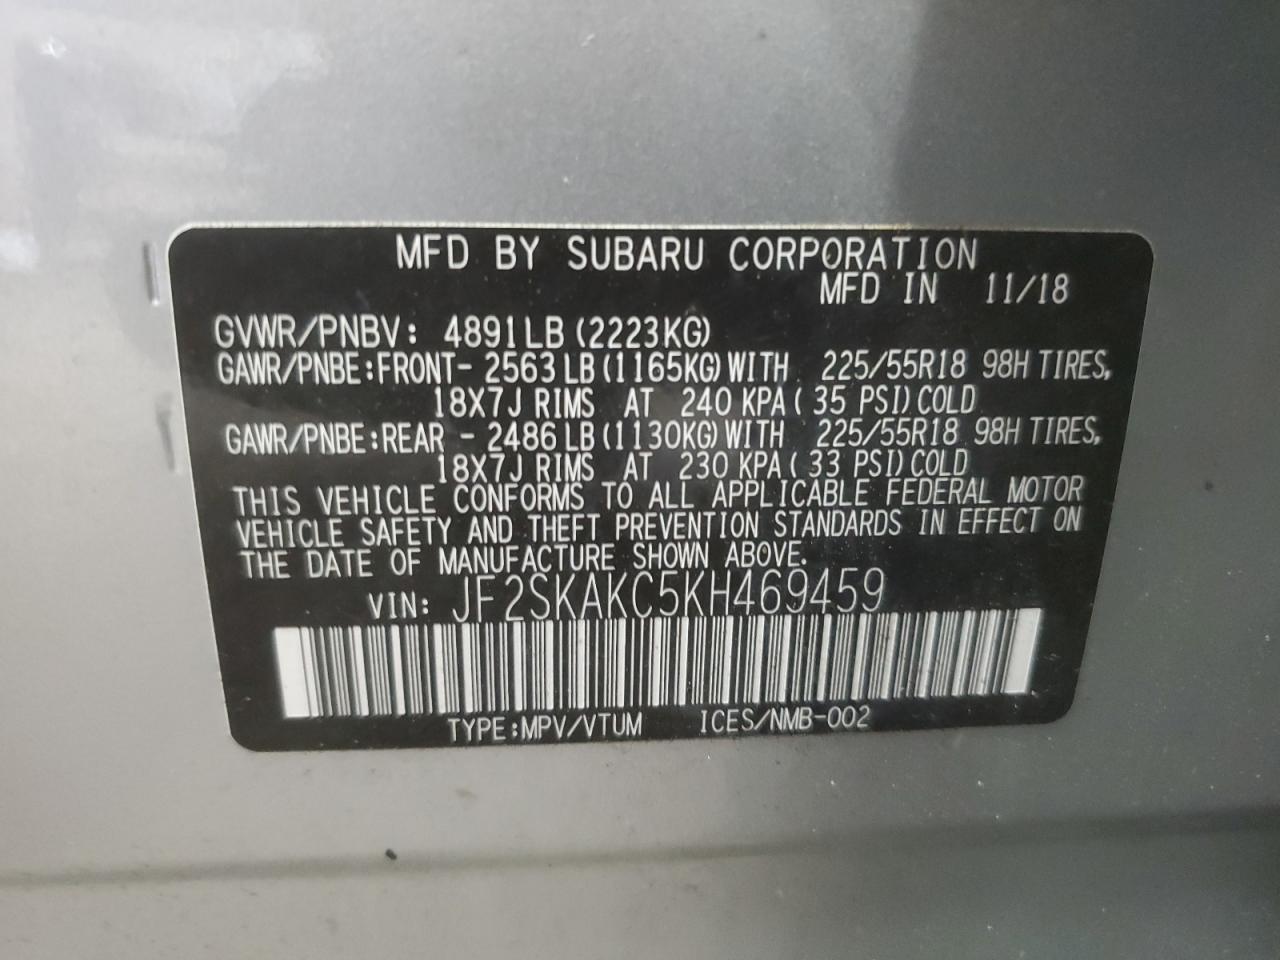 MFD BY SUBARU CORPORATION
MFD IN 11/18
GVWR/PNBV: 4891LB (2223KG)
GAWR/PNBE:FRONT- 2563 LB (1165KG) WITH 225/55R18 98H TIRES,
18X7J RIMS AT 240 KPA ( 35 PSI) COLD
GAWR/PNBE:REAR - 2486 LB (1130KG) WITH 225/55R18 98H TIRES,
18X7J RIMS AT 230 KPA ( 33 PSI) COLD
THIS VEHICLE CONFORMS TO ALL APPLICABLE FEDERAL MOTOR
VEHICLE SAFETY AND THEFT PREVENTION STANDARDS IN EFFECT ON
THE DATE OF MANUFACTURE SHOWN ABOVE.
VIN: JF2SKAKC5KH469459
TYPE:MPV/VTUM ICES/NMB-002